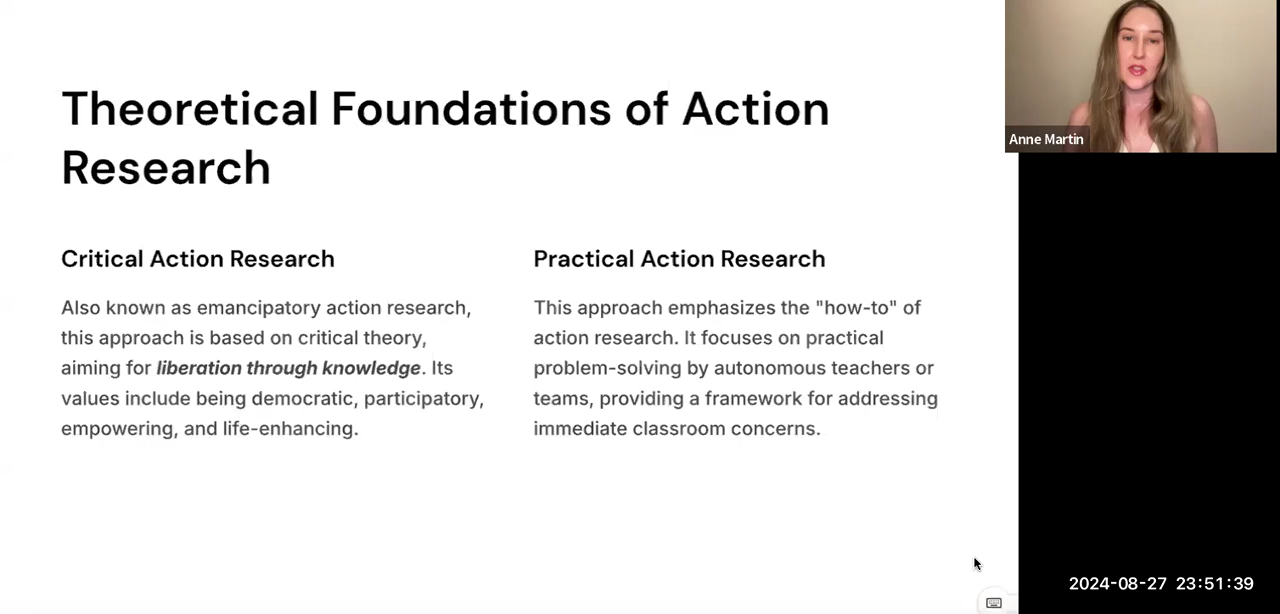 Theoretical Foundations of Action
Research
Critical Action Research
Also known as emancipatory action research,
this approach is based on critical theory,
aiming for liberation through knowledge. Its
values include being democratic, participatory,
empowering, and life-enhancing.
Practical Action Research
This approach emphasizes the "how-to" of
action research. It focuses on practical
problem-solving by autonomous teachers or
teams, providing a framework for addressing
immediate classroom concerns.
Anne Martin
2024-08-27 23:51:39